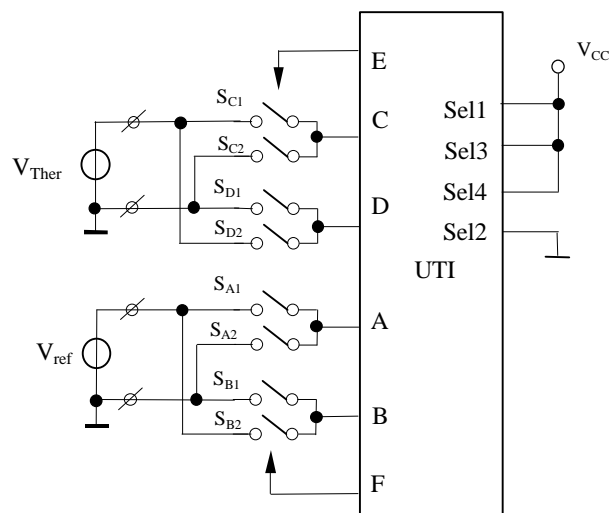 E
V_CC
S_C1
Sel1
C
S_C2
Sel3
V_Ther
Sel4
S_D1
D
Sel2
S_D2
UTI
S_A1
A
S_A2
V_ref
S_B1
B
S_B2
F